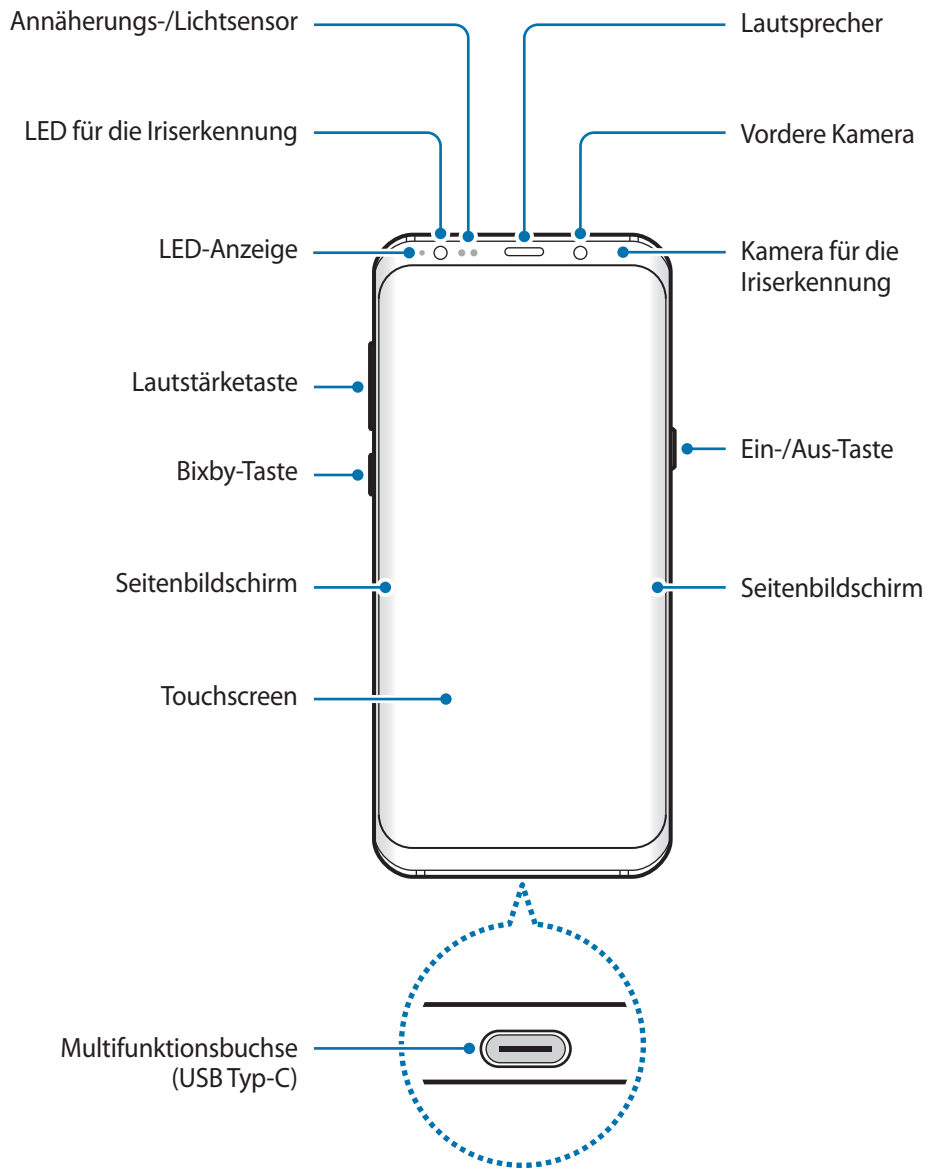 Annäherungs-/Lichtsensor
Lautsprecher
LED für die Iriserkennung
Vordere Kamera
LED-Anzeige
Kamera für die
Iriserkennung
Lautstärketaste
Ein-/Aus-Taste
Bixby-Taste
Seitenbildschirm
Seitenbildschirm
Touchscreen
Multifunktionsbuchse
(USB Typ-C)